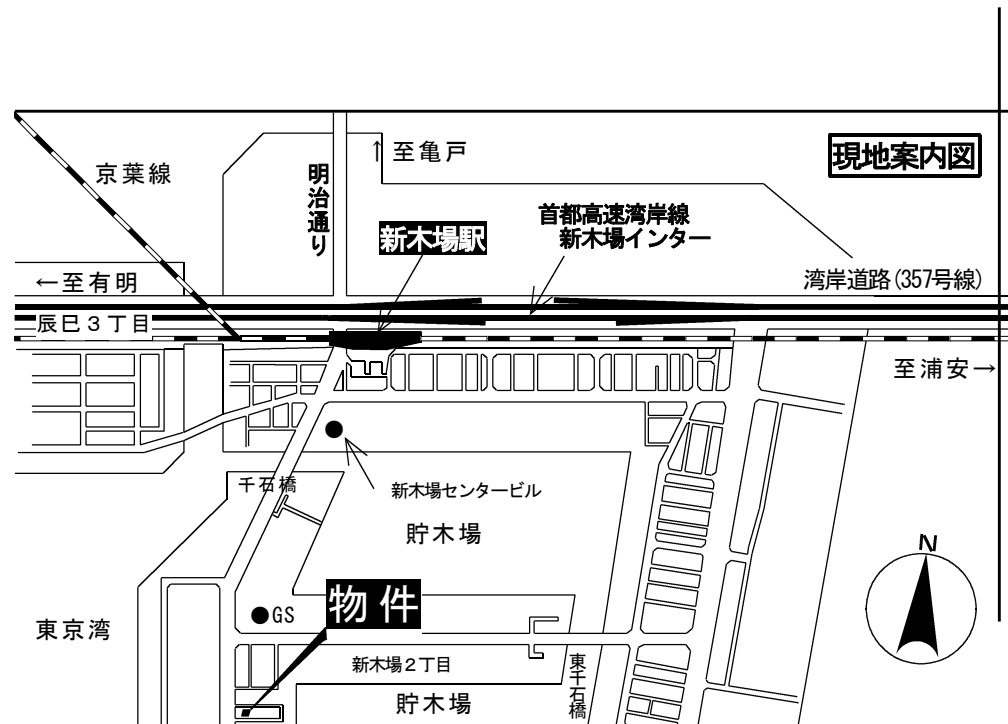 現地案内図
↑至亀戸
京葉線
明治通り
新木場駅
首都高速湾岸線
新木場インター
←至有明
湾岸道路(357号線)
辰巳3丁目
至浦安→
千石橋
新木場センタービル
貯木場
N
物件
GS
東京湾
新木場2丁目
東千石橋
貯木場